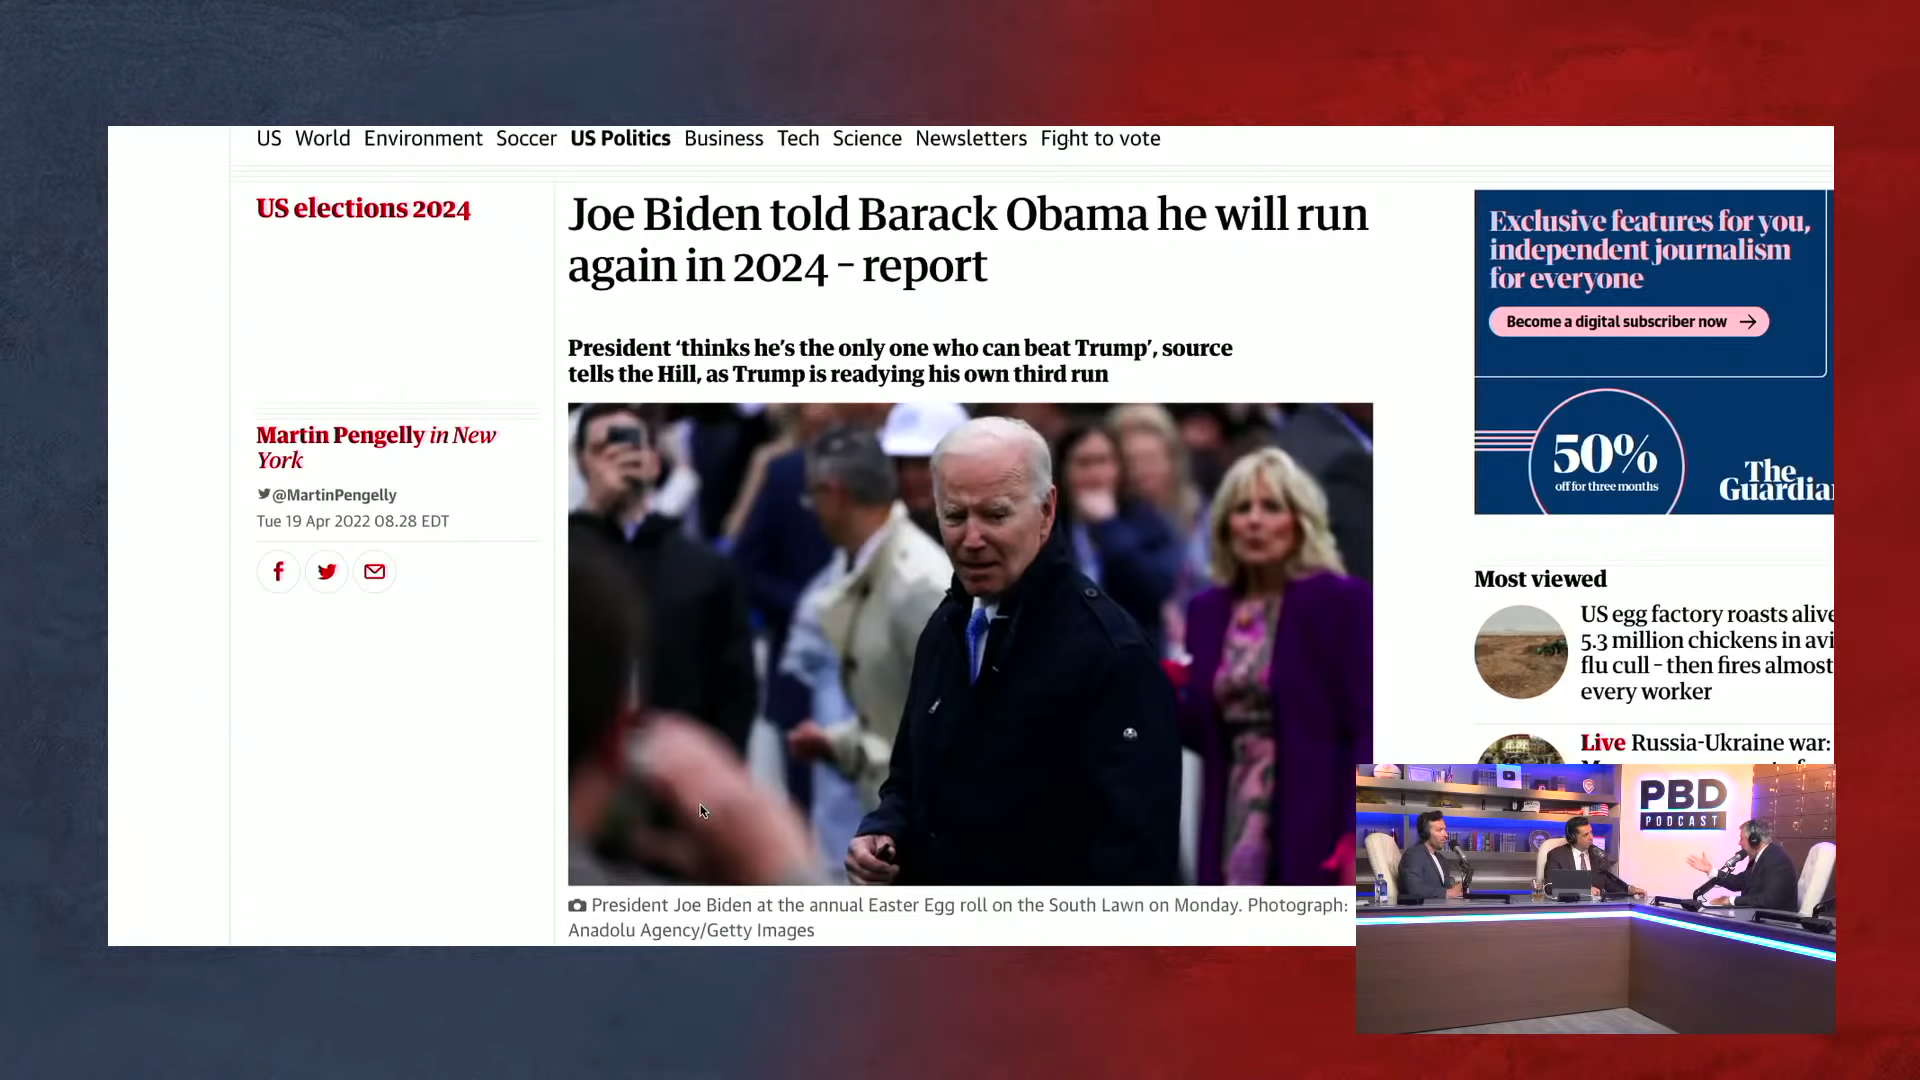 US World Environment Soccer US Politics Business Tech Science Newsletters Fight to vote
US elections 2024
Joe Biden told Barack Obama he will run
again in 2024 – report
President ‘thinks he’s the only one who can beat Trump’, source
tells the Hill, as Trump is readying his own third run
Martin Pengelly in New
York
@MartinPengelly
Tue 19 Apr 2022 08.28 EDT
President Joe Biden at the annual Easter Egg roll on the South Lawn on Monday. Photograph:
Anadolu Agency/Getty Images
Exclusive features for you,
independent journalism
for everyone
Become a digital subscriber now
50%
off for three months
The
Guardia
Most viewed
US egg factory roasts alive
5.3 million chickens in avi
flu cull – then fires almost
every worker
Live Russia-Ukraine war:
PBD
PODCAST